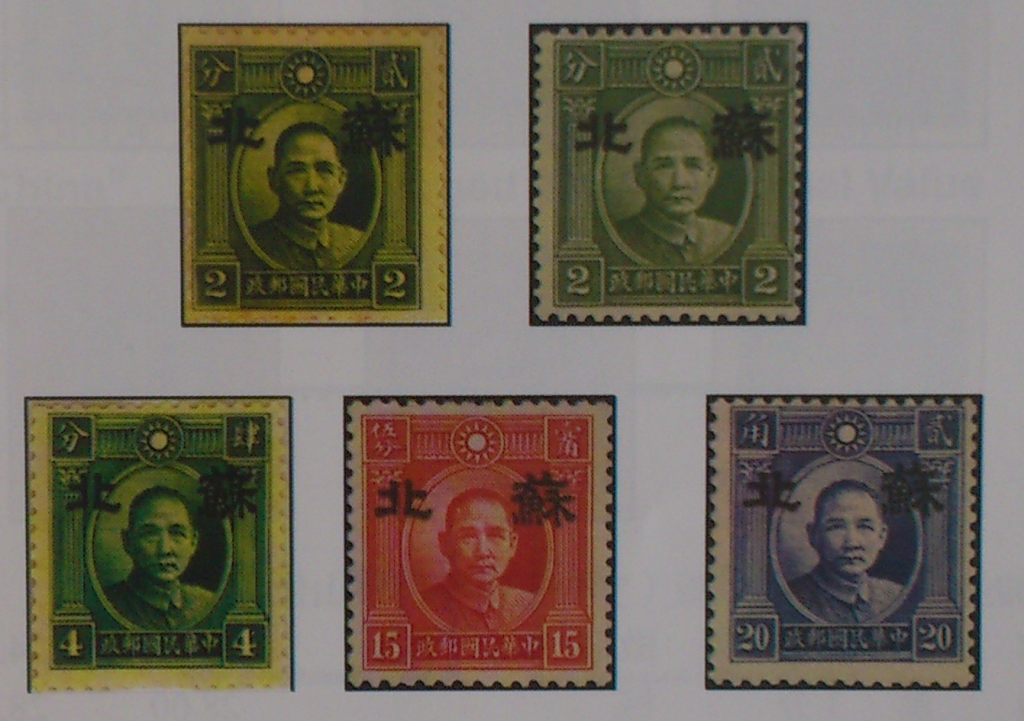 貳分
蘇北
2 中華民國郵政 2
貳分
蘇北
2 中華民國郵政 2
肆分
蘇北
4 中華民國郵政 4
壹角伍分
蘇北
15 中華民國郵政 15
貳角
蘇北
20 中華民國郵政 20